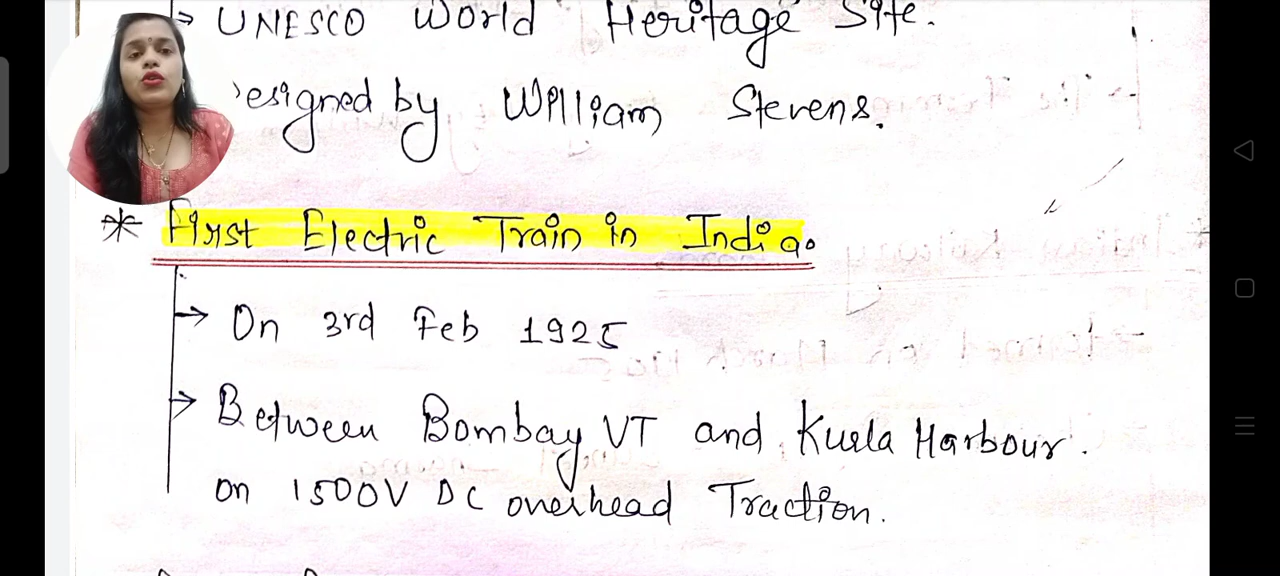 → UNESCO World Heritage Site.
esigned by William Stevens.
* First Electric Train in India.
→ On 3rd Feb 1925
→ Between Bombay VT and Kurla Harbour.
on 1500V DC overhead Traction.